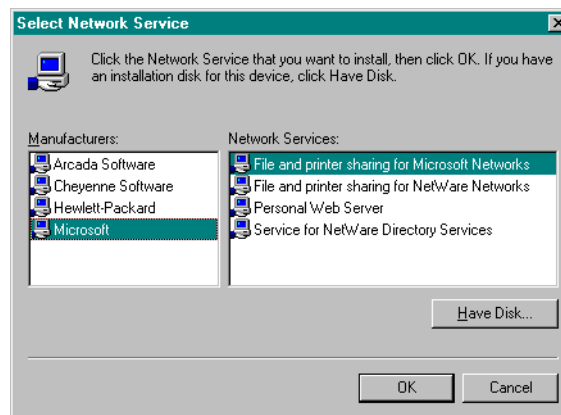 Select Network Service
Click the Network Service that you want to install, then click OK. If you have
an installation disk for this device, click Have Disk.
Manufacturers:
Arcada Software
Cheyenne Software
Hewlett-Packard
Microsoft
Network Services:
File and printer sharing for Microsoft Networks
File and printer sharing for NetWare Networks
Personal Web Server
Service for NetWare Directory Services
Have Disk...
OK
Cancel